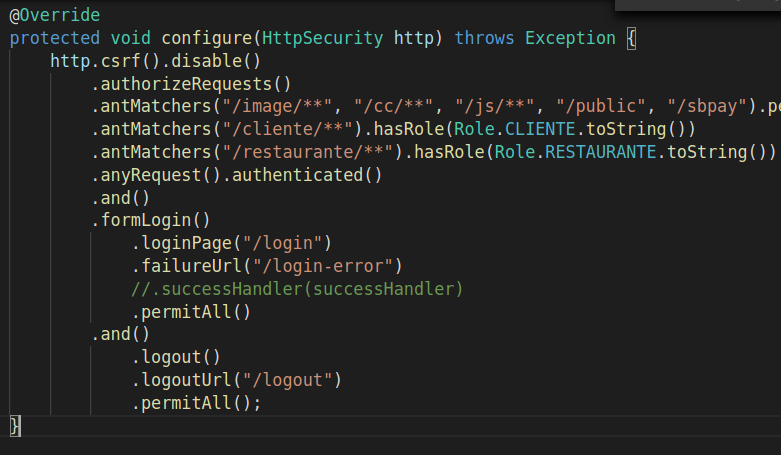 @Override
protected void configure(HttpSecurity http) throws Exception {
    http.csrf().disable()
        .authorizeRequests()
        .antMatchers("/image/**", "/cc/**", "/js/**", "/public", "/sbpay").pe
        .antMatchers("/cliente/**").hasRole(Role.CLIENTE.toString())
        .antMatchers("/restaurante/**").hasRole(Role.RESTAURANTE.toString())
        .anyRequest().authenticated()
        .and()
        .formLogin()
            .loginPage("/login")
            .failureUrl("/login-error")
            //.successHandler(successHandler)
            .permitAll()
        .and()
            .logout()
            .logoutUrl("/logout")
            .permitAll();
}